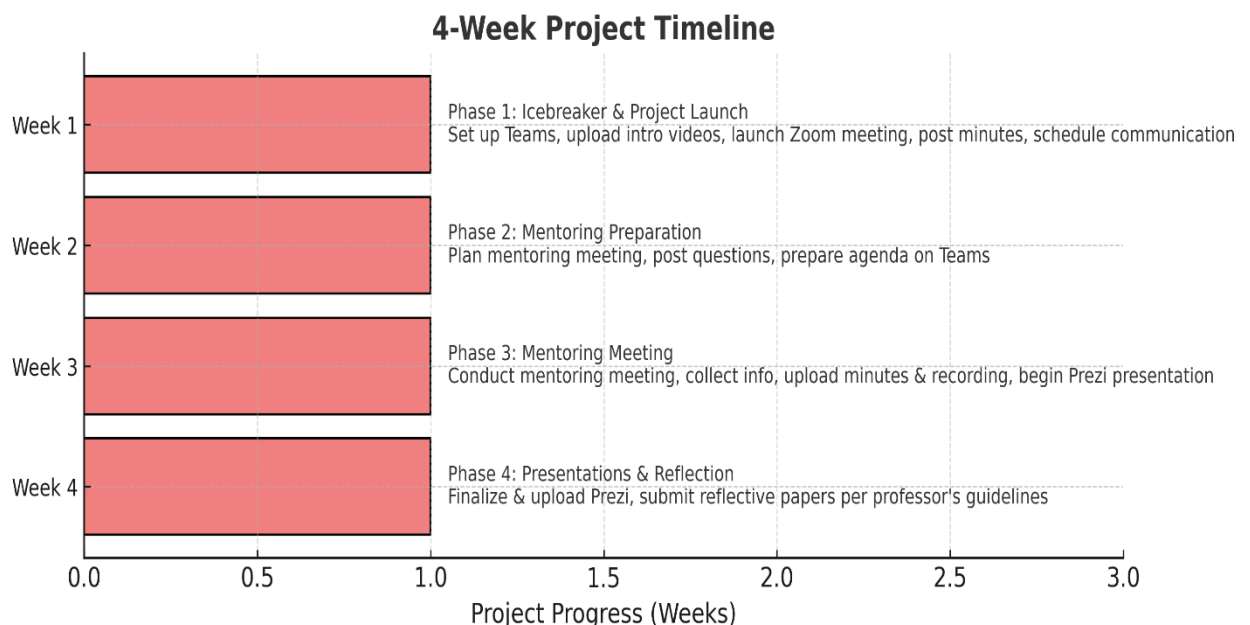 4-Week Project Timeline
Week 1
Phase 1: Icebreaker & Project Launch
Set up Teams, upload intro videos, launch Zoom meeting, post minutes, schedule communication
Week 2
Phase 2: Mentoring Preparation
Plan mentoring meeting, post questions, prepare agenda on Teams
Week 3
Phase 3: Mentoring Meeting
Conduct mentoring meeting, collect info, upload minutes & recording, begin Prezi presentation
Week 4
Phase 4: Presentations & Reflection
Finalize & upload Prezi, submit reflective papers per professor's guidelines
0.0 0.5 1.0 1.5 2.0 2.5 3.0
Project Progress (Weeks)